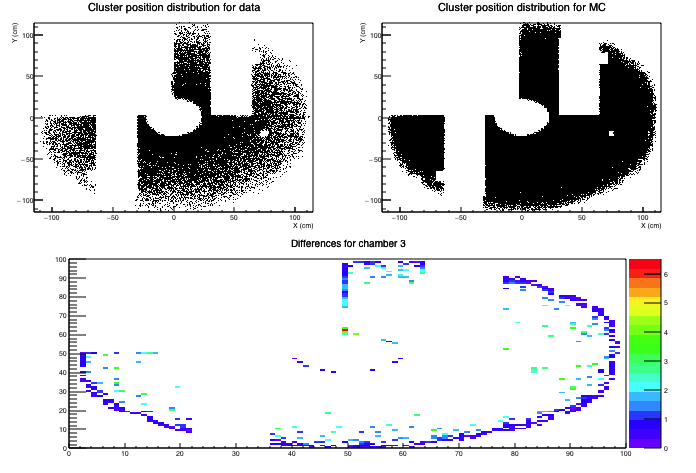 Cluster position distribution for data
Y (cm)
100
50
0
−50
−100
−100 −50 0 50 100
X (cm)
Cluster position distribution for MC
Y (cm)
100
50
0
−50
−100
−100 −50 0 50 100
X (cm)
Differences for chamber 3
100
90
80
70
60
50
40
30
20
10
0
0 10 20 30 40 50 60 70 80 90 100
6
5
4
3
2
1
0